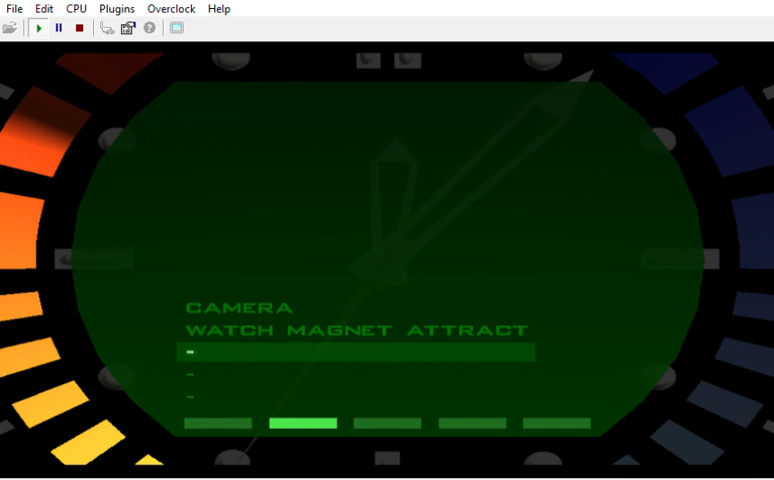 File Edit CPU Plugins Overclock Help
CAMERA
WATCH MAGNET ATTRACT
-
-
-